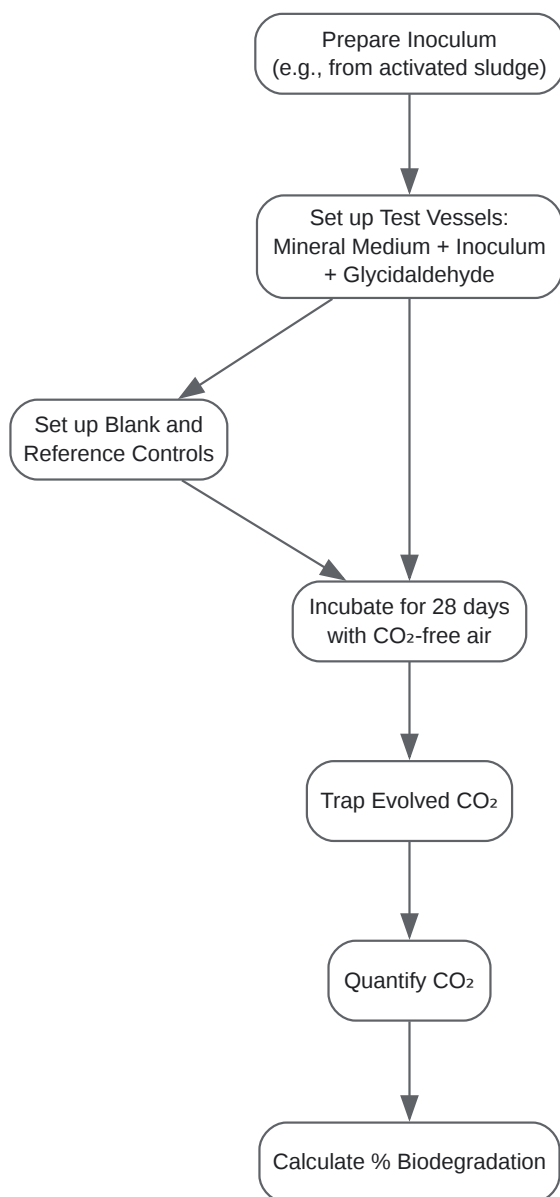 Prepare Inoculum
(e.g., from activated sludge)
Set up Test Vessels:
Mineral Medium + Inoculum
+ Glycidaldehyde
Set up Blank and
Reference Controls
Incubate for 28 days
with CO₂-free air
Trap Evolved CO₂
Quantify CO₂
Calculate % Biodegradation